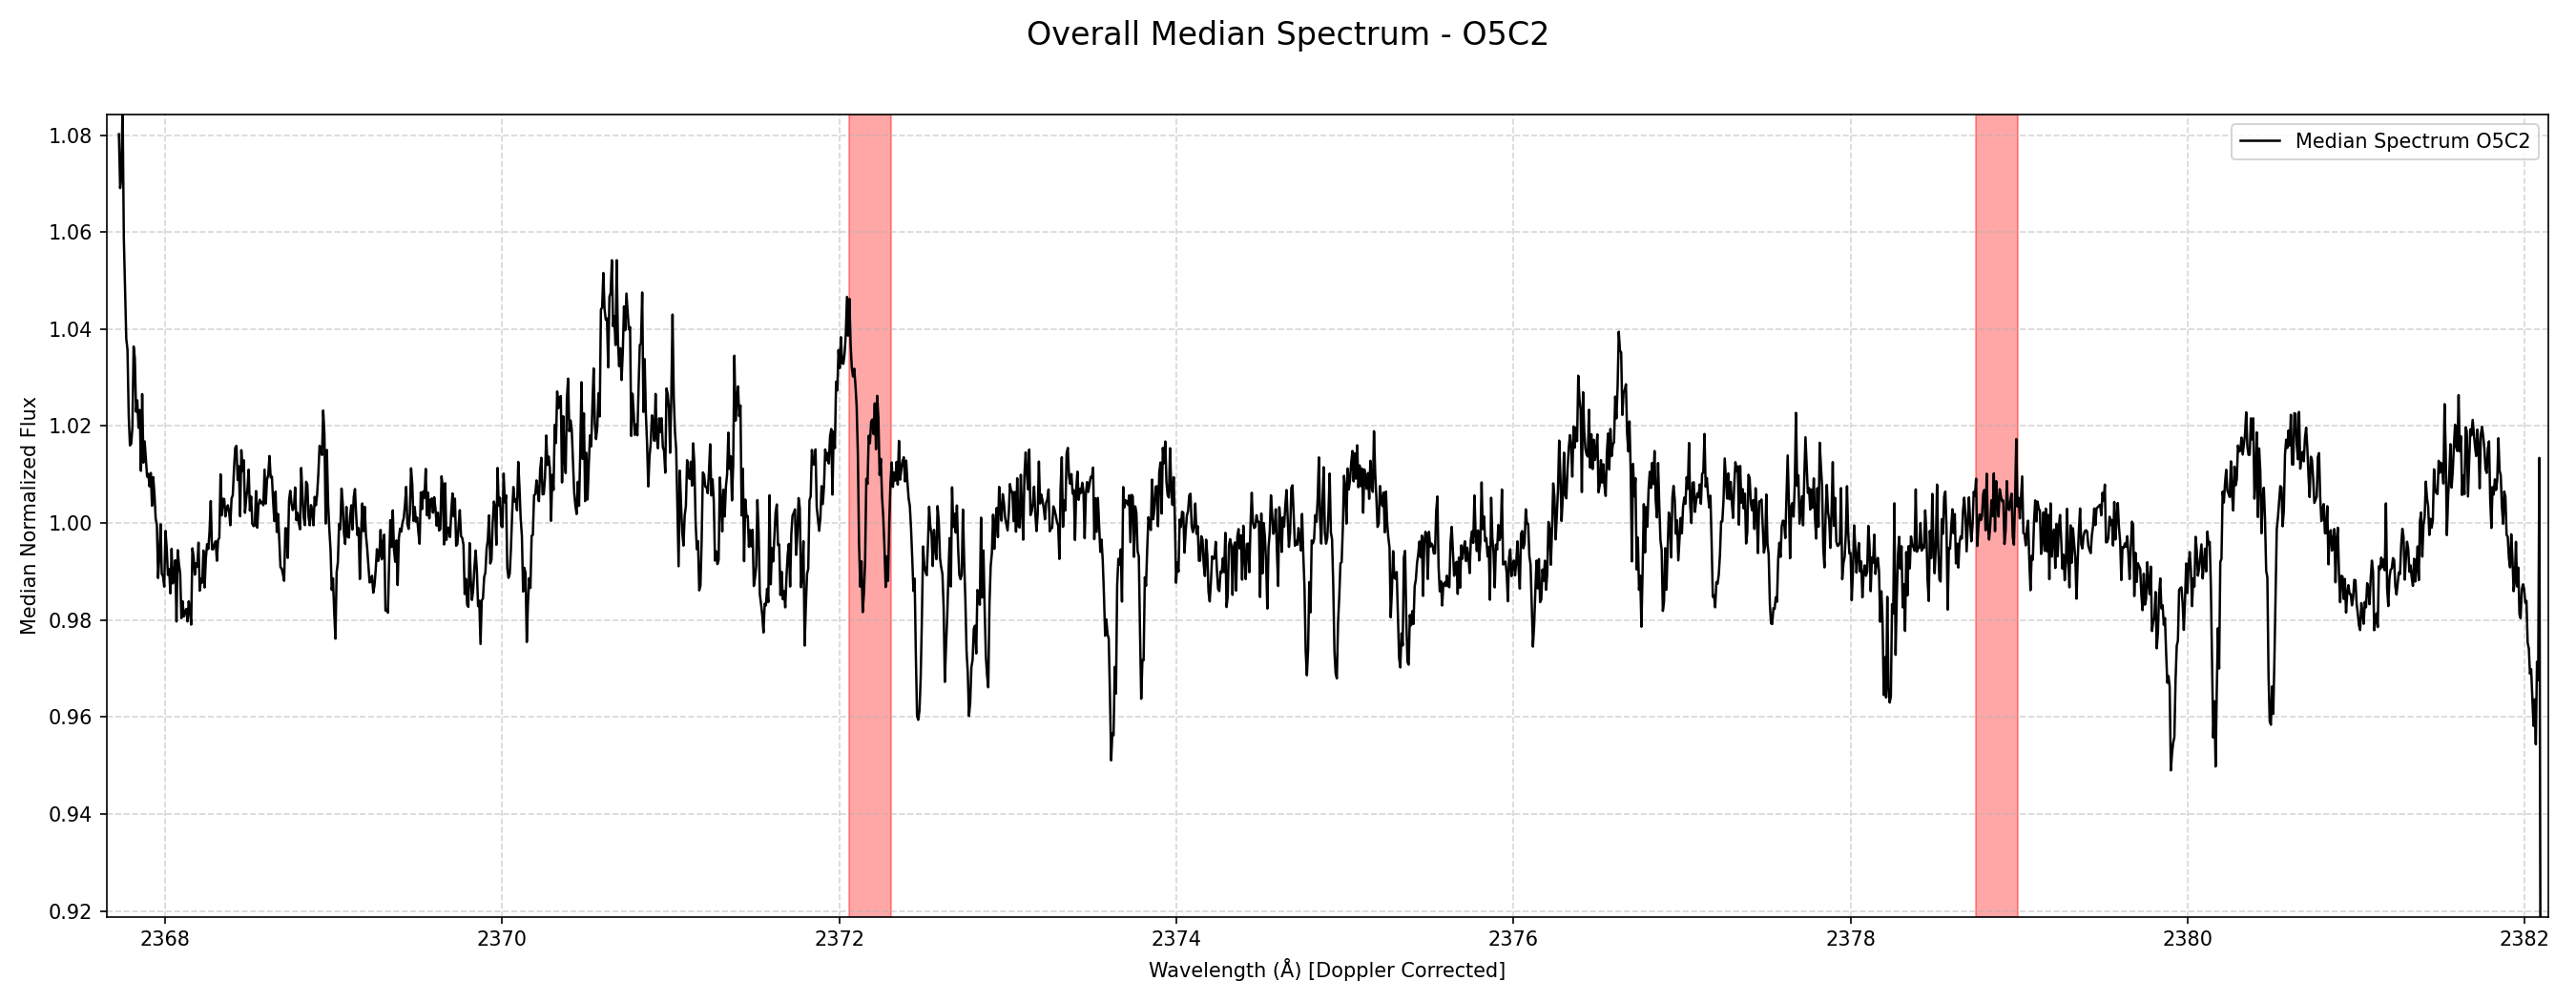 Overall Median Spectrum - O5C2
Median Spectrum O5C2
Median Normalized Flux
1.08
1.06
1.04
1.02
1.00
0.98
0.96
0.94
0.92
2368 2370 2372 2374 2376 2378 2380 2382
Wavelength (Å) [Doppler Corrected]